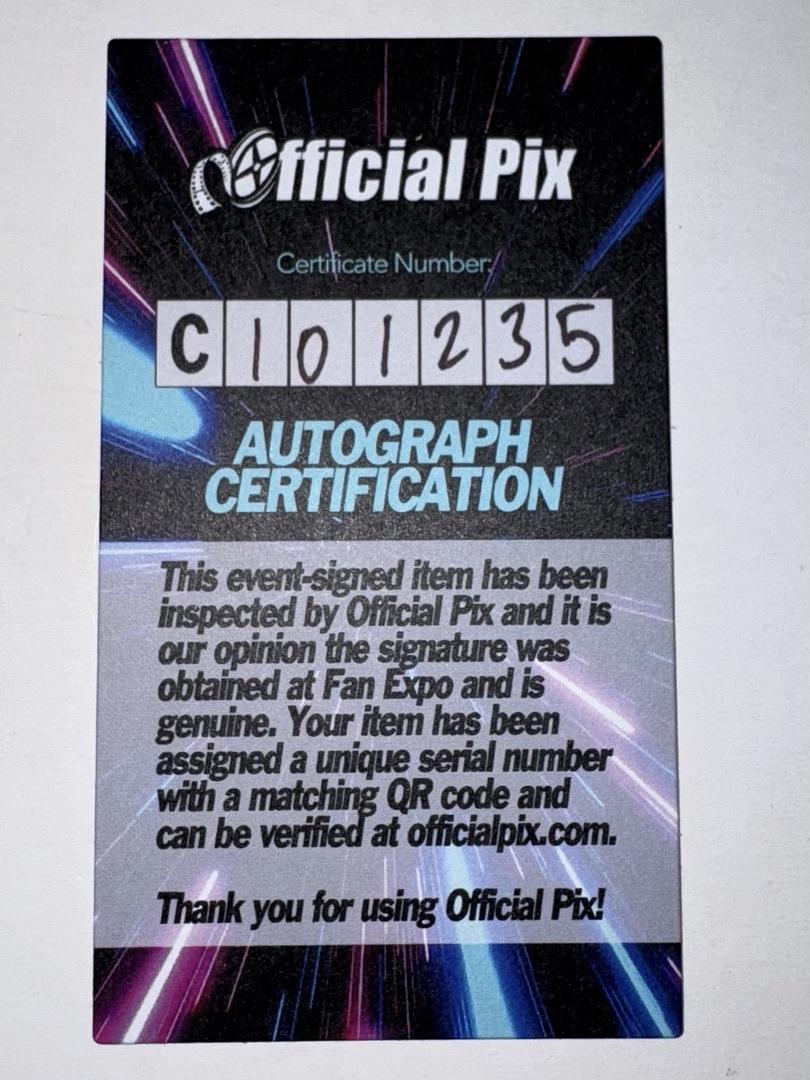 Official Pix
Certificate Number:
C101235
AUTOGRAPH
CERTIFICATION
This event-signed item has been
inspected by Official Pix and it is
our opinion the signature was
obtained at Fan Expo and is
genuine. Your item has been
assigned a unique serial number
with a matching QR code and
can be verified at officialpix.com.
Thank you for using Official Pix!